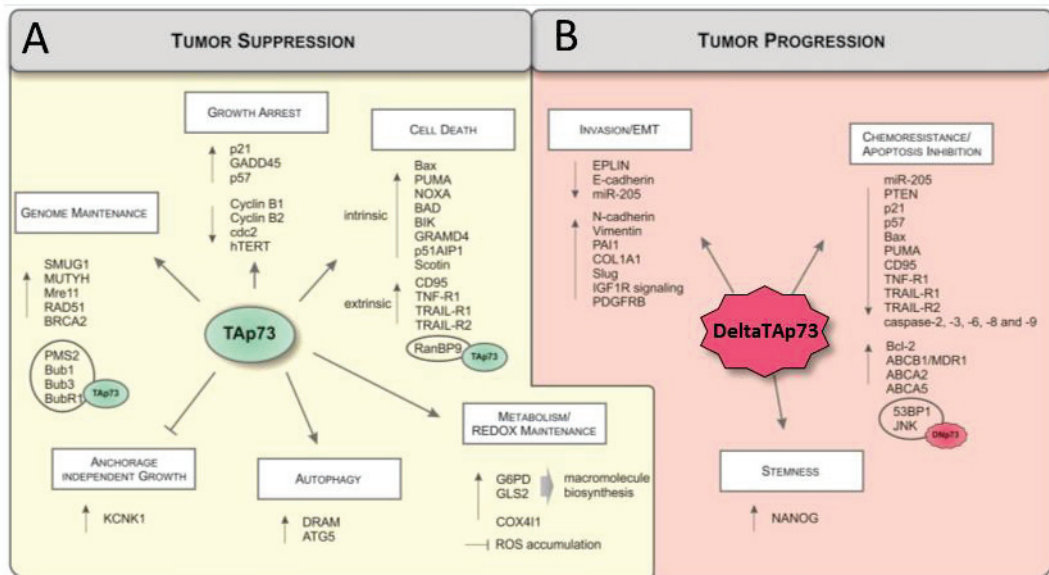 A
TUMOR SUPPRESSION
GROWTH ARREST
p21
GADD45
p57
Cyclin B1
Cyclin B2
cdc2
hTERT
CELL DEATH
intrinsic
Bax
PUMA
NOXA
BAD
BIK
GRAMD4
p51AIP1
Scotin
extrinsic
CD95
TNF-R1
TRAIL-R1
TRAIL-R2
RanBP9
TAp73
GENOME MAINTENANCE
SMUG1
MUTYH
Mre11
RAD51
BRCA2
PMS2
Bub1
Bub3
BubR1
TAp73
TAp73
ANCHORAGE
INDEPENDENT GROWTH
KCNK1
AUTOPHAGY
DRAM
ATG5
METABOLISM/
REDOX MAINTENANCE
G6PD
GLS2
macromolecule
biosynthesis
COX4I1
ROS accumulation
B
TUMOR PROGRESSION
INVASION/EMT
EPLIN
E-cadherin
miR-205
N-cadherin
Vimentin
PAI1
COL1A1
Slug
IGF1R signaling
PDGFRB
CHEMORESISTANCE/
APOPTOSIS INHIBITION
miR-205
PTEN
p21
p57
Bax
PUMA
CD95
TNF-R1
TRAIL-R1
TRAIL-R2
caspase-2, -3, -6, -8 and -9
Bcl-2
ABCB1/MDR1
ABCA2
ABCA5
53BP1
JNK
DNp73
DeltaTAp73
STEMNESS
NANOG